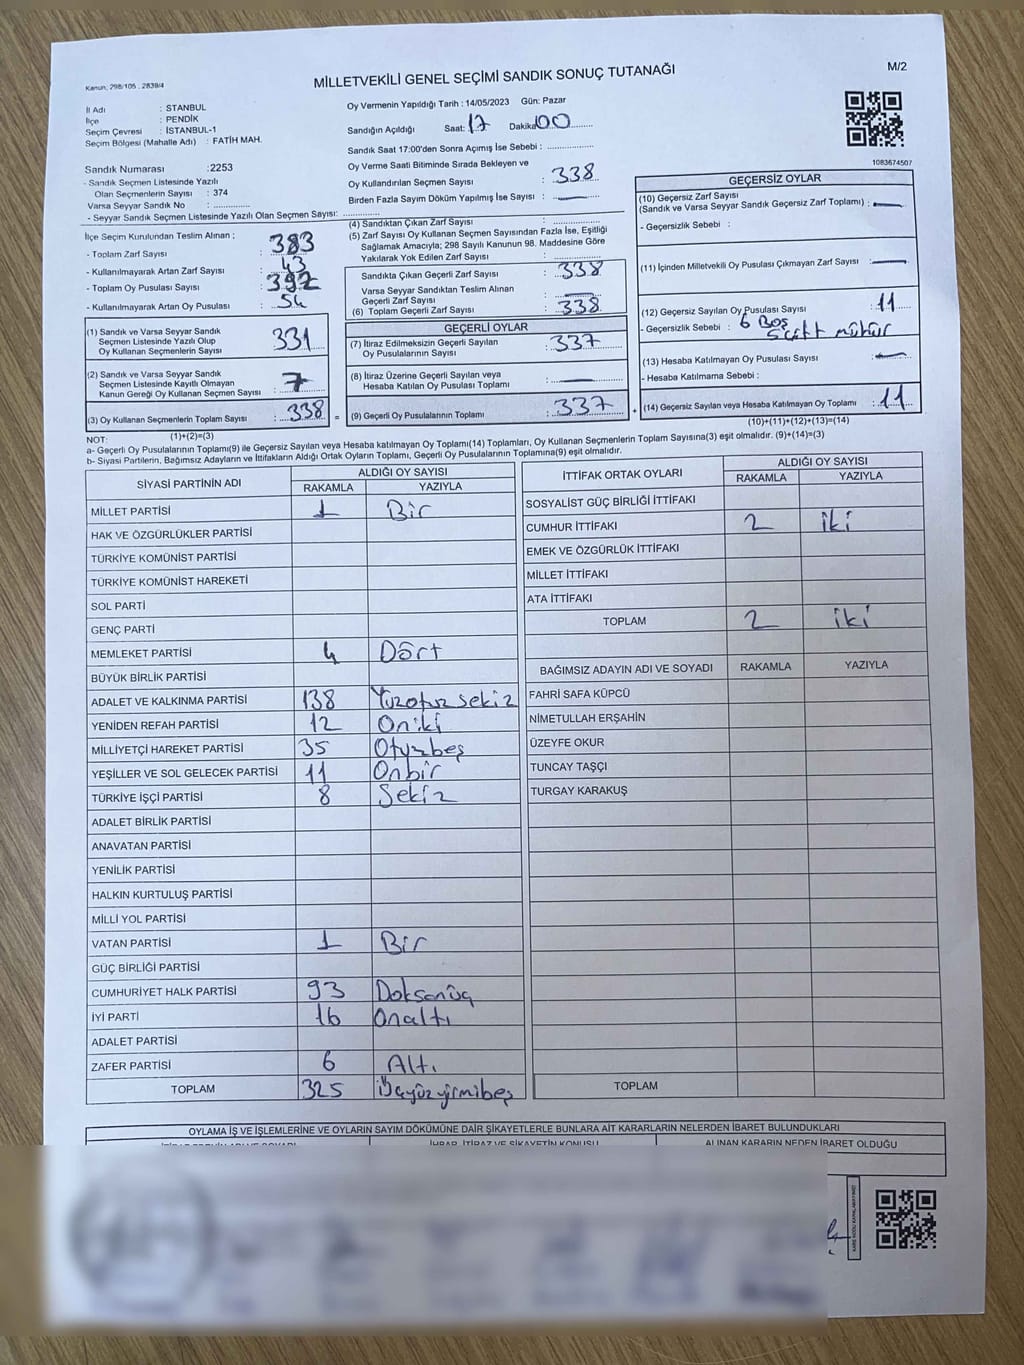 Kanun; 298/105 , 2839/4
MİLLETVEKİLİ GENEL SEÇİMİ SANDIK SONUÇ TUTANAĞI
M/2
İl Adı : STANBUL
İlçe : PENDİK
Seçim Çevresi : İSTANBUL-1
Seçim Bölgesi (Mahalle Adı) : FATİH MAH.
Oy Vermenin Yapıldığı Tarih : 14/05/2023 Gün: Pazar
Sandığın Açıldığı Saat: 17 Dakika 00
Sandık Saat 17:00'den Sonra Açımış İse Sebebi :
Oy Verme Saati Bitiminde Sırada Bekleyen ve
Oy Kullandırılan Seçmen Sayısı : 338
Birden Fazla Sayım Döküm Yapılmış İse Sayısı : —
1083674507
Sandık Numarası :2253
- Sandık Seçmen Listesinde Yazılı
Olan Seçmenlerin Sayısı : 374
Varsa Seyyar Sandık No :
- Seyyar Sandık Seçmen Listesinde Yazılı Olan Seçmen Sayısı:
İlçe Seçim Kurulundan Teslim Alınan ;
- Toplam Zarf Sayısı : 383
- Kullanılmayarak Artan Zarf Sayısı : 43
- Toplam Oy Pusulası Sayısı : 392
- Kullanılmayarak Artan Oy Pusulası : 54
(1) Sandık ve Varsa Seyyar Sandık
Seçmen Listesinde Yazılı Olup
Oy Kullanan Seçmenlerin Sayısı : 331
(2) Sandık ve Varsa Seyyar Sandık
Seçmen Listesinde Kayıtlı Olmayan
Kanun Gereği Oy Kullanan Seçmen Sayısı : 7
(3) Oy Kullanan Seçmenlerin Toplam Sayısı : 338 =
(1)+(2)=(3)
(4) Sandıktan Çıkan Zarf Sayısı :
(5) Zarf Sayısı Oy Kullanan Seçmen Sayısından Fazla İse, Eşitliği
Sağlamak Amacıyla; 298 Sayılı Kanunun 98. Maddesine Göre
Yakılarak Yok Edilen Zarf Sayısı :
Sandıkta Çıkan Geçerli Zarf Sayısı : 338
Varsa Seyyar Sandıktan Teslim Alınan
Geçerli Zarf Sayısı : —
(6) Toplam Geçerli Zarf Sayısı : 338
GEÇERLİ OYLAR
(7) İtiraz Edilmeksizin Geçerli Sayılan
Oy Pusulalarının Sayısı : 337
(8) İtiraz Üzerine Geçerli Sayılan veya
Hesaba Katılan Oy Pusulası Toplamı : —
(9) Geçerli Oy Pusulalarının Toplamı : 337 +
GEÇERSİZ OYLAR
(10) Geçersiz Zarf Sayısı
(Sandık ve Varsa Seyyar Sandık Geçersiz Zarf Toplamı) : —
- Geçersizlik Sebebi :
(11) İçinden Milletvekili Oy Pusulası Çıkmayan Zarf Sayısı : —
(12) Geçersiz Sayılan Oy Pusulası Sayısı : 11
- Geçersizlik Sebebi : 6 Boş
5 çift mühür
(13) Hesaba Katılmayan Oy Pusulası Sayısı : —
- Hesaba Katılmama Sebebi :
(14) Geçersiz Sayılan veya Hesaba Katılmayan Oy Toplamı : 11
(10)+(11)+(12)+(13)=(14)
NOT:
a- Geçerli Oy Pusulalarının Toplamı(9) ile Geçersiz Sayılan veya Hesaba katılmayan Oy Toplamı(14) Toplamları, Oy Kullanan Seçmenlerin Toplam Sayısına(3) eşit olmalıdır. (9)+(14)=(3)
b- Siyasi Partilerin, Bağımsız Adayların ve İttifakların Aldığı Ortak Oyların Toplamı, Geçerli Oy Pusulalarının Toplamına(9) eşit olmalıdır.
SİYASİ PARTİNİN ADI ALDIĞI OY SAYISI
RAKAMLA YAZIYLA
MİLLET PARTİSİ 1 Bir
HAK VE ÖZGÜRLÜKLER PARTİSİ
TÜRKİYE KOMÜNİST PARTİSİ
TÜRKİYE KOMÜNİST HAREKETİ
SOL PARTİ
GENÇ PARTİ
MEMLEKET PARTİSİ 4 Dört
BÜYÜK BİRLİK PARTİSİ
ADALET VE KALKINMA PARTİSİ 138 Yüzotuzsekiz
YENİDEN REFAH PARTİSİ 12 Oniki
MİLLİYETÇİ HAREKET PARTİSİ 35 Otuzbeş
YEŞİLLER VE SOL GELECEK PARTİSİ 11 Onbir
TÜRKİYE İŞÇİ PARTİSİ 8 Sekiz
ADALET BİRLİK PARTİSİ
ANAVATAN PARTİSİ
YENİLİK PARTİSİ
HALKIN KURTULUŞ PARTİSİ
MİLLİ YOL PARTİSİ
VATAN PARTİSİ 1 Bir
GÜÇ BİRLİĞİ PARTİSİ
CUMHURİYET HALK PARTİSİ 93 Doksanüç
İYİ PARTİ 16 Onaltı
ADALET PARTİSİ
ZAFER PARTİSİ 6 Altı
TOPLAM 325 Üçyüzyirmibeş
İTTİFAK ORTAK OYLARI ALDIĞI OY SAYISI
RAKAMLA YAZIYLA
SOSYALİST GÜÇ BİRLİĞİ İTTİFAKI
CUMHUR İTTİFAKI 2 iki
EMEK VE ÖZGÜRLÜK İTTİFAKI
MİLLET İTTİFAKI
ATA İTTİFAKI
TOPLAM 2 iki
BAĞIMSIZ ADAYIN ADI VE SOYADI RAKAMLA YAZIYLA
FAHRİ SAFA KÜPCÜ
NİMETULLAH ERŞAHİN
ÜZEYFE OKUR
TUNCAY TAŞÇI
TURGAY KARAKUŞ
TOPLAM
OYLAMA İŞ VE İŞLEMLERİNE VE OYLARIN SAYIM DÖKÜMÜNE DAİR ŞİKAYETLERLE BUNLARA AİT KARARLARIN NELERDEN İBARET BULUNDUKLARI
İHBAR, İTİRAZ VE ŞİKAYETİN KONUSU ALINAN KARARIN NEDEN İBARET OLDUĞU